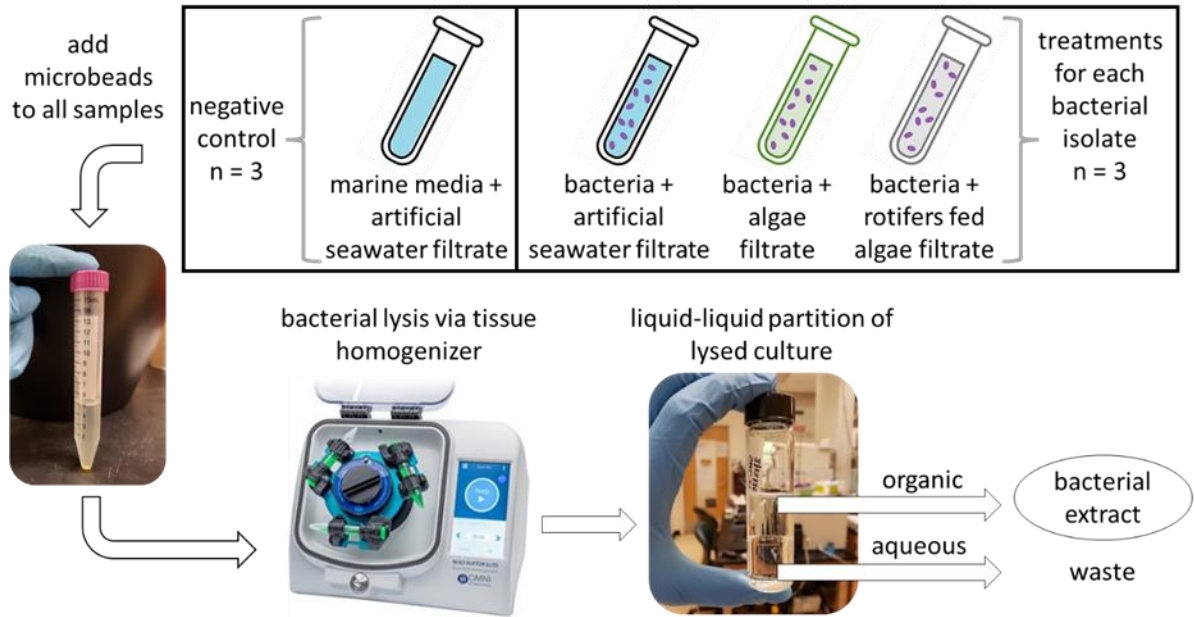 add
microbeads
to all samples
negative
control
n = 3
marine media +
artificial
seawater filtrate
bacteria +
artificial
seawater filtrate
bacteria +
algae
filtrate
bacteria +
rotifers fed
algae filtrate
treatments
for each
bacterial
isolate
n = 3
bacterial lysis via tissue
homogenizer
liquid-liquid partition of
lysed culture
OMNI
organic
bacterial
extract
aqueous
waste